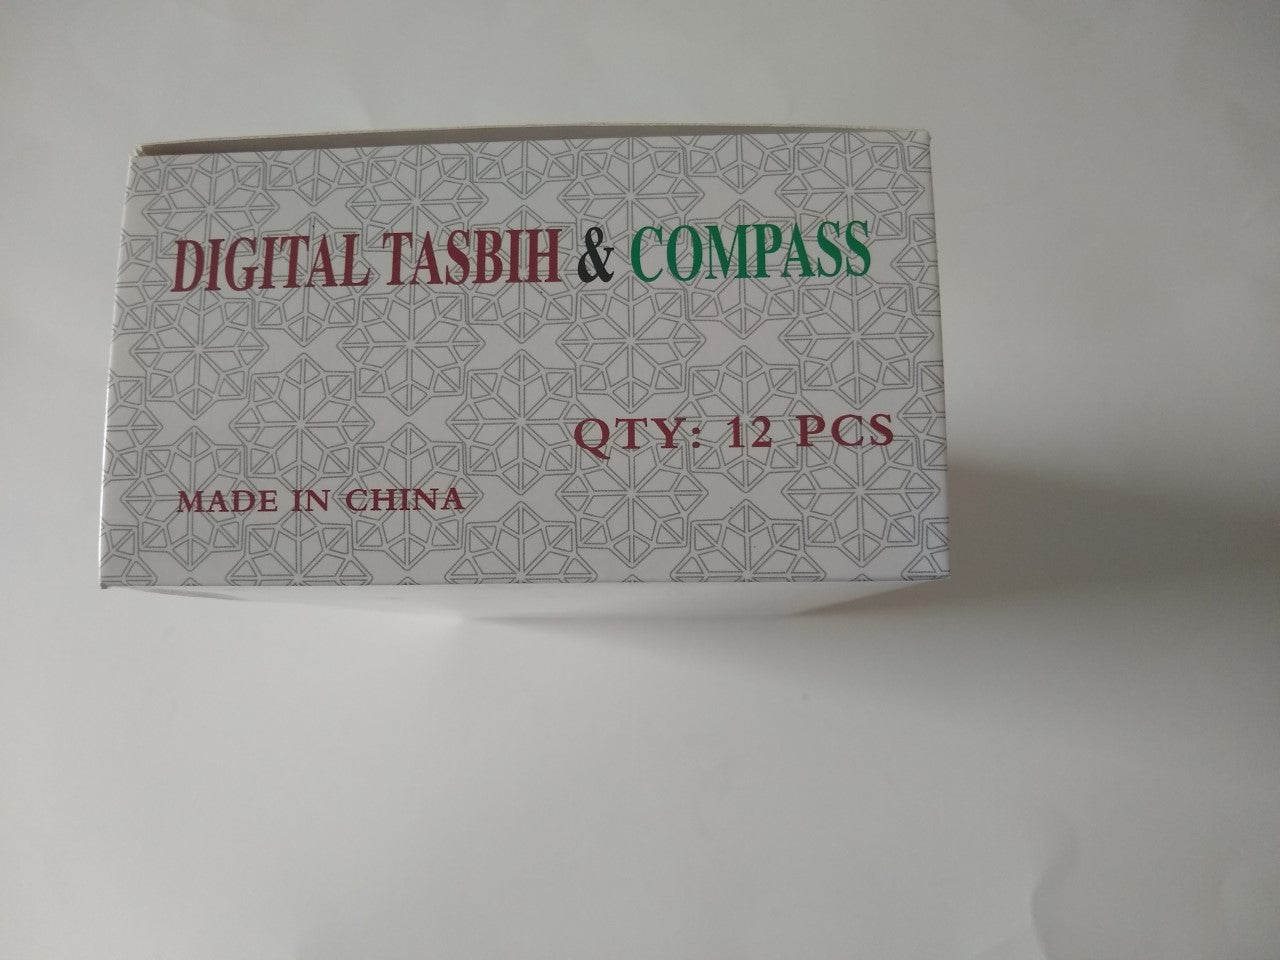 DIGITAL TASBIH & COMPASS
QTY: 12 PCS
MADE IN CHINA